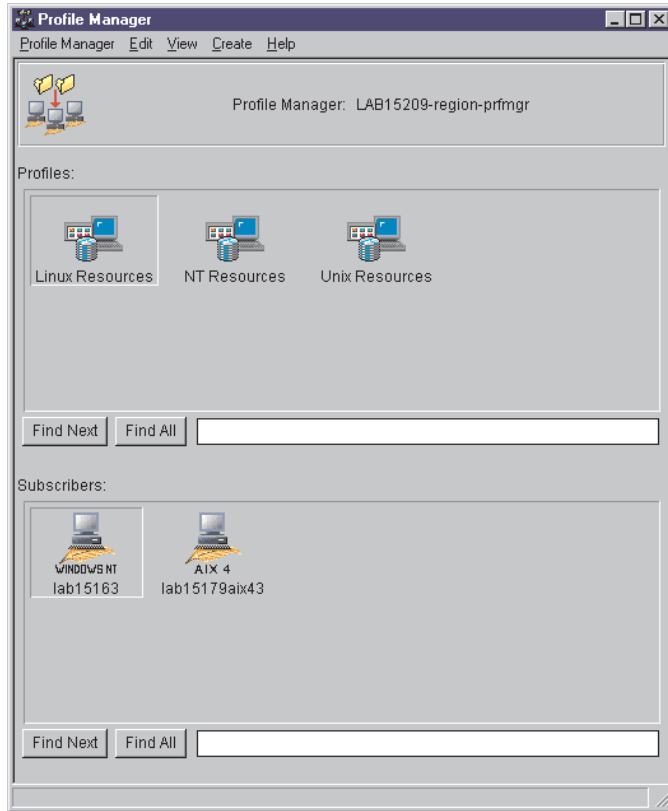 Profile Manager
Profile Manager Edit View Create Help
Profile Manager: LAB15209-region-prfmgr
Profiles:
Linux Resources NT Resources Unix Resources
Find Next Find All
Subscribers:
WINDOWS NT AIX 4
lab15163 lab15179aix43
Find Next Find All